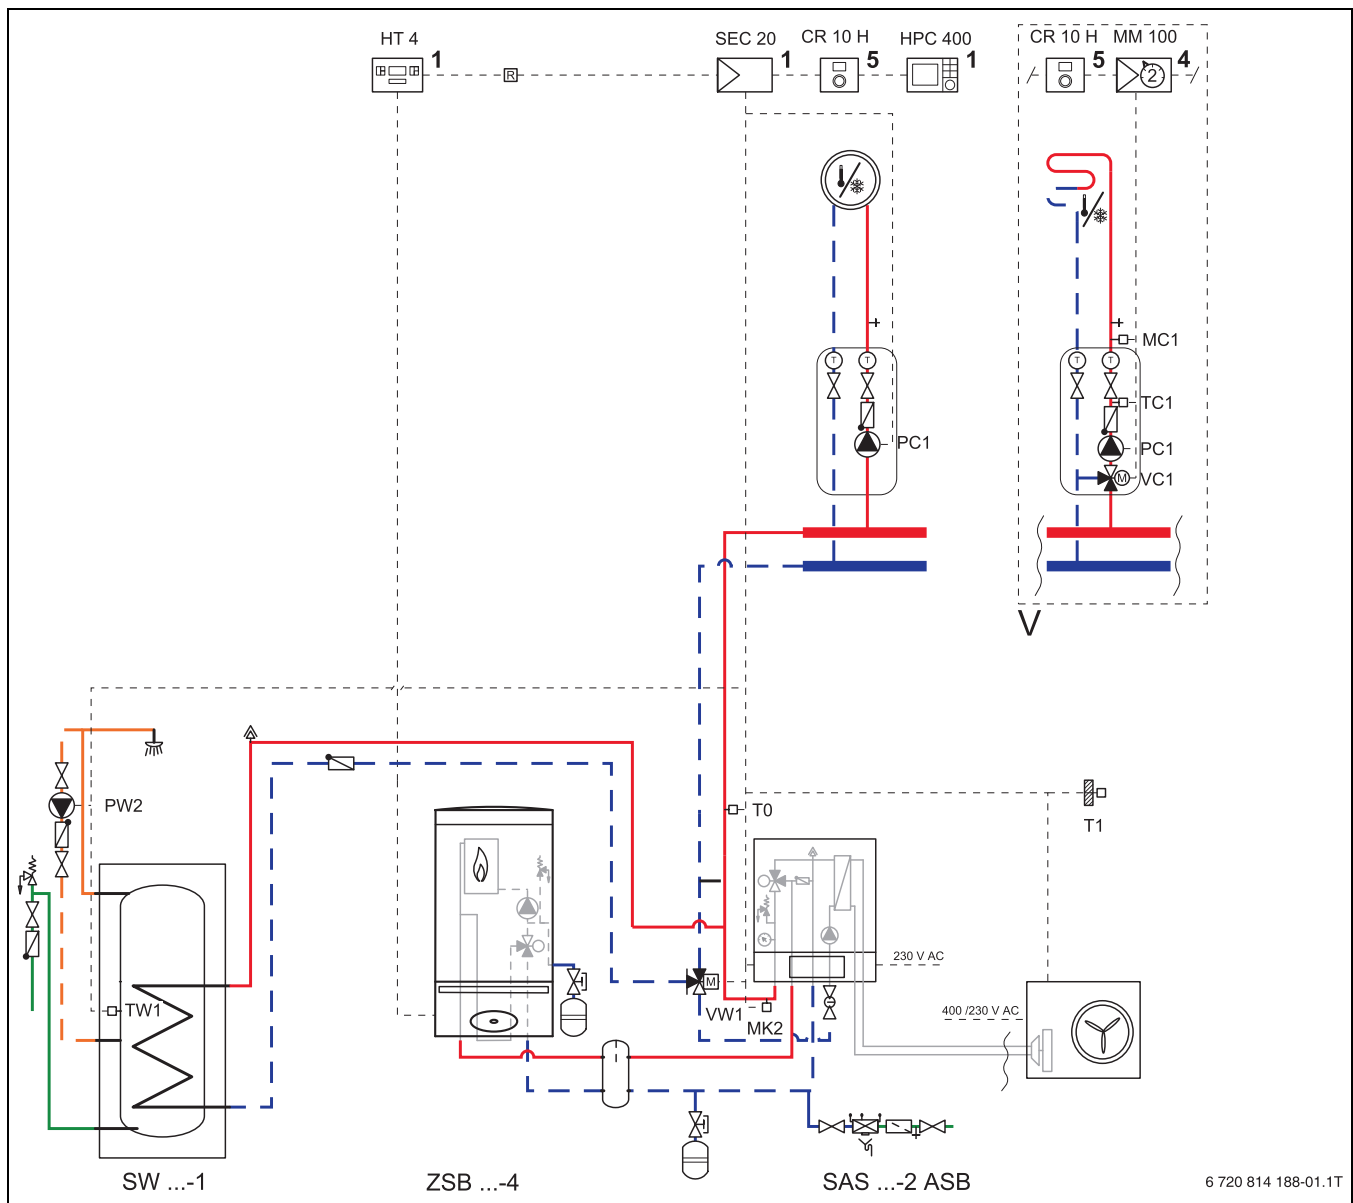 HT 4
SEC 20
CR 10 H
HPC 400
CR 10 H
MM 100
1
R
1
5
1
5
2
4
MC1
T
T
T
T
TC1
PC1
PC1
M
VC1
V
PW2
T0
T1
230 V AC
M
VW1
MK2
400 /230 V AC
TW1
SW ...-1
ZSB ...-4
SAS ...-2 ASB
6 720 814 188-01.1T